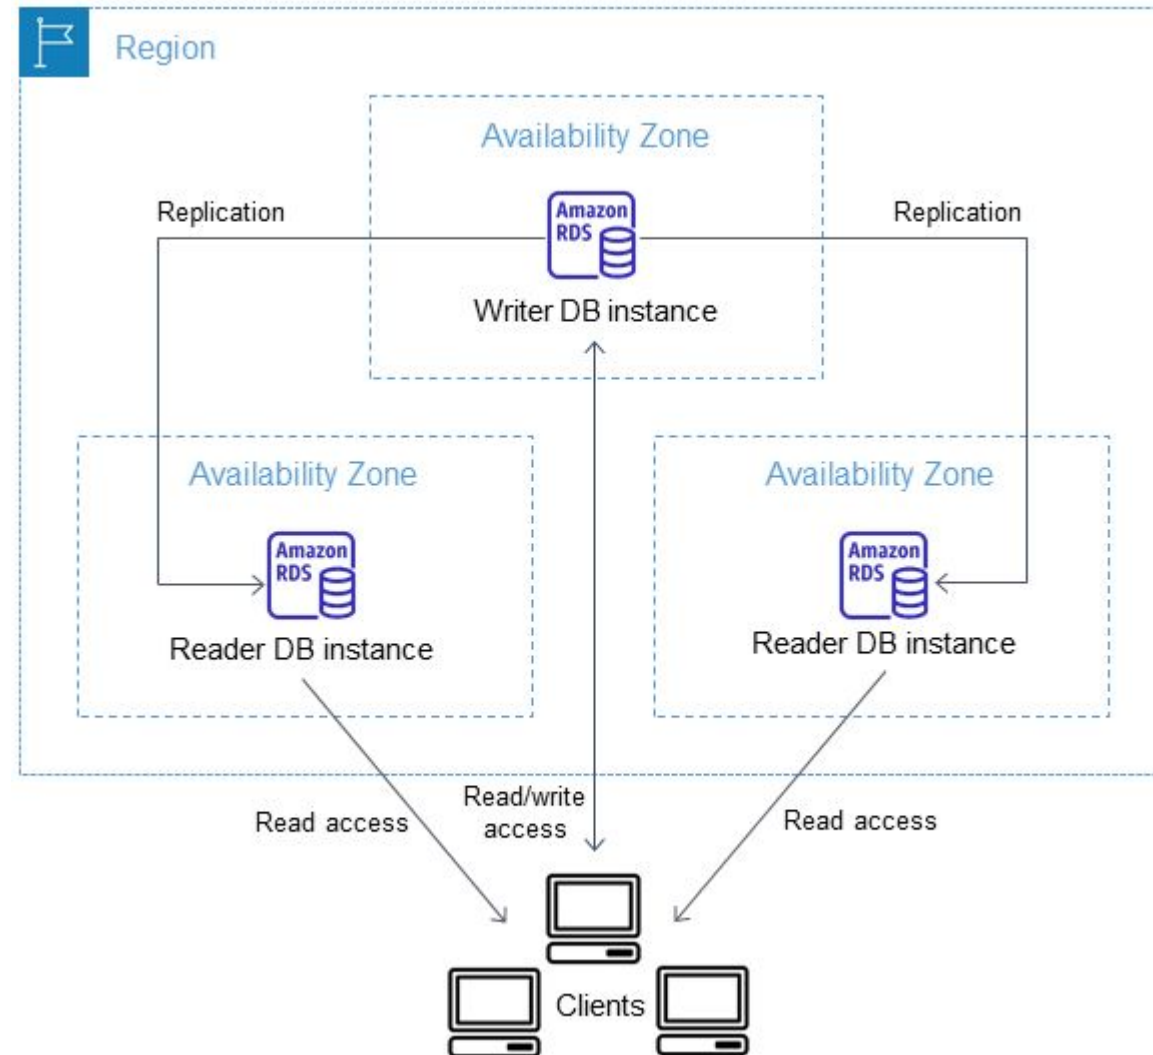 Region
Availability Zone
Replication
Amazon
RDS
Replication
Writer DB instance
Availability Zone
Amazon
RDS
Reader DB instance
Availability Zone
Amazon
RDS
Reader DB instance
Read access
Read/write
access
Read access
Clients